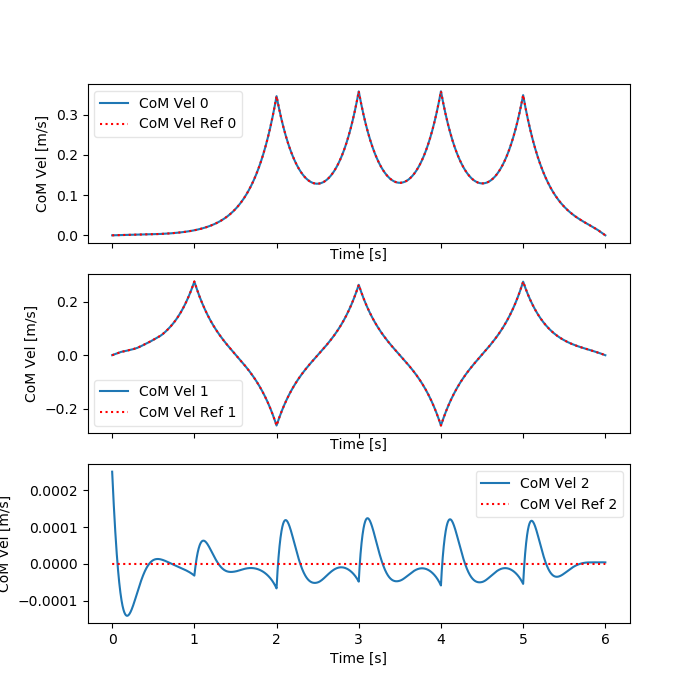 CoM Vel [m/s]
0.3
0.2
0.1
0.0
CoM Vel 0
CoM Vel Ref 0
Time [s]
CoM Vel [m/s]
0.2
0.0
−0.2
CoM Vel 1
CoM Vel Ref 1
Time [s]
CoM Vel [m/s]
0.0002
0.0001
0.0000
−0.0001
CoM Vel 2
CoM Vel Ref 2
0 1 2 3 4 5 6
Time [s]